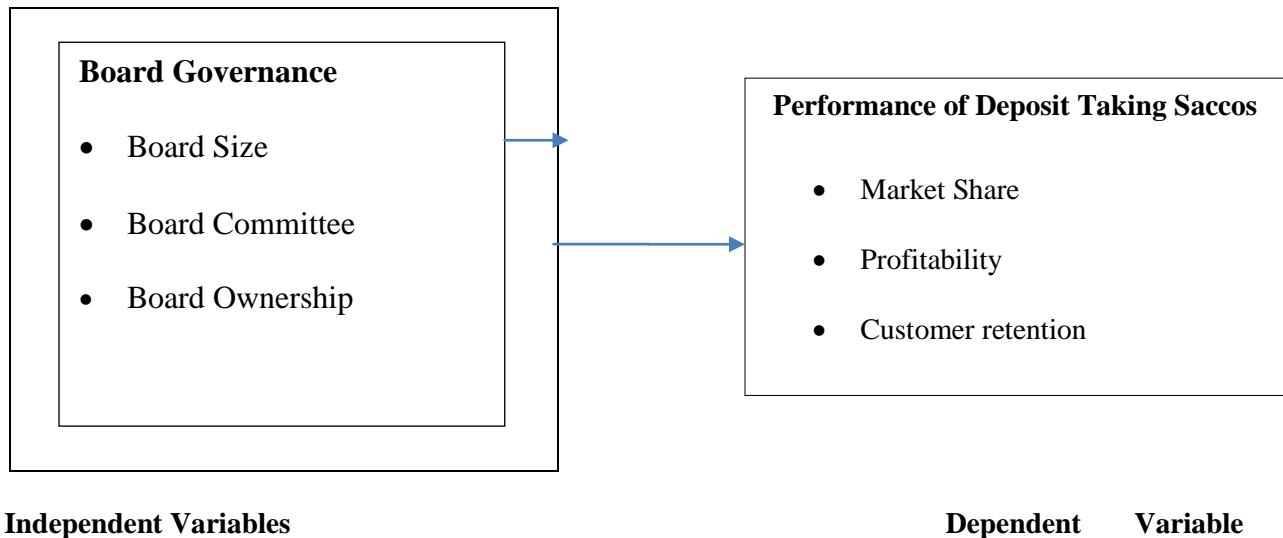 Board Governance
• Board Size
• Board Committee
• Board Ownership
Performance of Deposit Taking Saccos
• Market Share
• Profitability
• Customer retention
Independent Variables
Dependent Variable